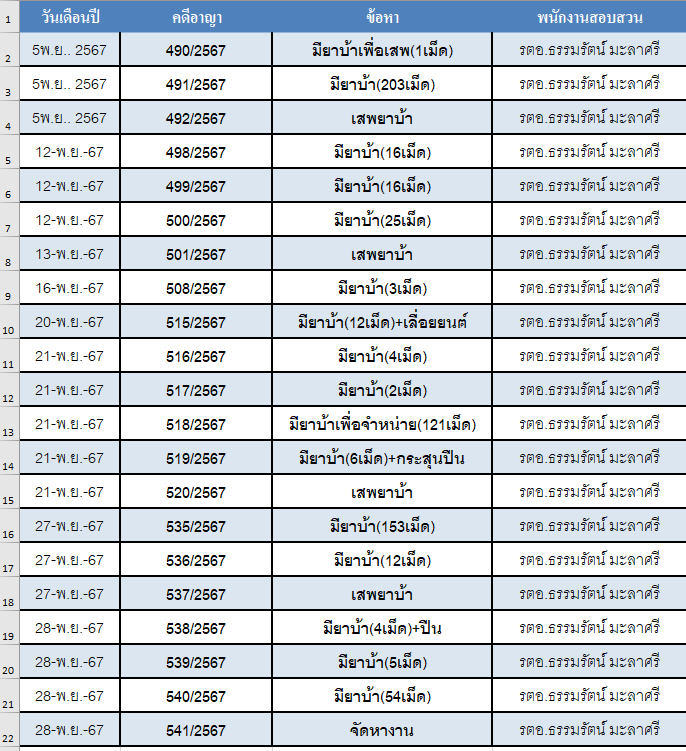 1 วันเดือนปี คดีอาญา ข้อหา พนักงานสอบสวน
2 5พ.ย.. 2567 490/2567 มียาบ้าเพื่อเสพ(1เม็ด) รตอ.ธรรมรัตน์ มะลาศรี
3 5พ.ย.. 2567 491/2567 มียาบ้า(203เม็ด) รตอ.ธรรมรัตน์ มะลาศรี
4 5พ.ย.. 2567 492/2567 เสพยาบ้า รตอ.ธรรมรัตน์ มะลาศรี
5 12-พ.ย.-67 498/2567 มียาบ้า(16เม็ด) รตอ.ธรรมรัตน์ มะลาศรี
6 12-พ.ย.-67 499/2567 มียาบ้า(16เม็ด) รตอ.ธรรมรัตน์ มะลาศรี
7 12-พ.ย.-67 500/2567 มียาบ้า(25เม็ด) รตอ.ธรรมรัตน์ มะลาศรี
8 13-พ.ย.-67 501/2567 เสพยาบ้า รตอ.ธรรมรัตน์ มะลาศรี
9 16-พ.ย.-67 508/2567 มียาบ้า(3เม็ด) รตอ.ธรรมรัตน์ มะลาศรี
10 20-พ.ย.-67 515/2567 มียาบ้า(12เม็ด)+เลื่อยยนต์ รตอ.ธรรมรัตน์ มะลาศรี
11 21-พ.ย.-67 516/2567 มียาบ้า(4เม็ด) รตอ.ธรรมรัตน์ มะลาศรี
12 21-พ.ย.-67 517/2567 มียาบ้า(2เม็ด) รตอ.ธรรมรัตน์ มะลาศรี
13 21-พ.ย.-67 518/2567 มียาบ้าเพื่อจำหน่าย(121เม็ด) รตอ.ธรรมรัตน์ มะลาศรี
14 21-พ.ย.-67 519/2567 มียาบ้า(6เม็ด)+กระสุนปืน รตอ.ธรรมรัตน์ มะลาศรี
15 21-พ.ย.-67 520/2567 เสพยาบ้า รตอ.ธรรมรัตน์ มะลาศรี
16 27-พ.ย.-67 535/2567 มียาบ้า(153เม็ด) รตอ.ธรรมรัตน์ มะลาศรี
17 27-พ.ย.-67 536/2567 มียาบ้า(12เม็ด) รตอ.ธรรมรัตน์ มะลาศรี
18 27-พ.ย.-67 537/2567 เสพยาบ้า รตอ.ธรรมรัตน์ มะลาศรี
19 28-พ.ย.-67 538/2567 มียาบ้า(4เม็ด)+ปืน รตอ.ธรรมรัตน์ มะลาศรี
20 28-พ.ย.-67 539/2567 มียาบ้า(5เม็ด) รตอ.ธรรมรัตน์ มะลาศรี
21 28-พ.ย.-67 540/2567 มียาบ้า(54เม็ด) รตอ.ธรรมรัตน์ มะลาศรี
22 28-พ.ย.-67 541/2567 จัดหางาน รตอ.ธรรมรัตน์ มะลาศรี